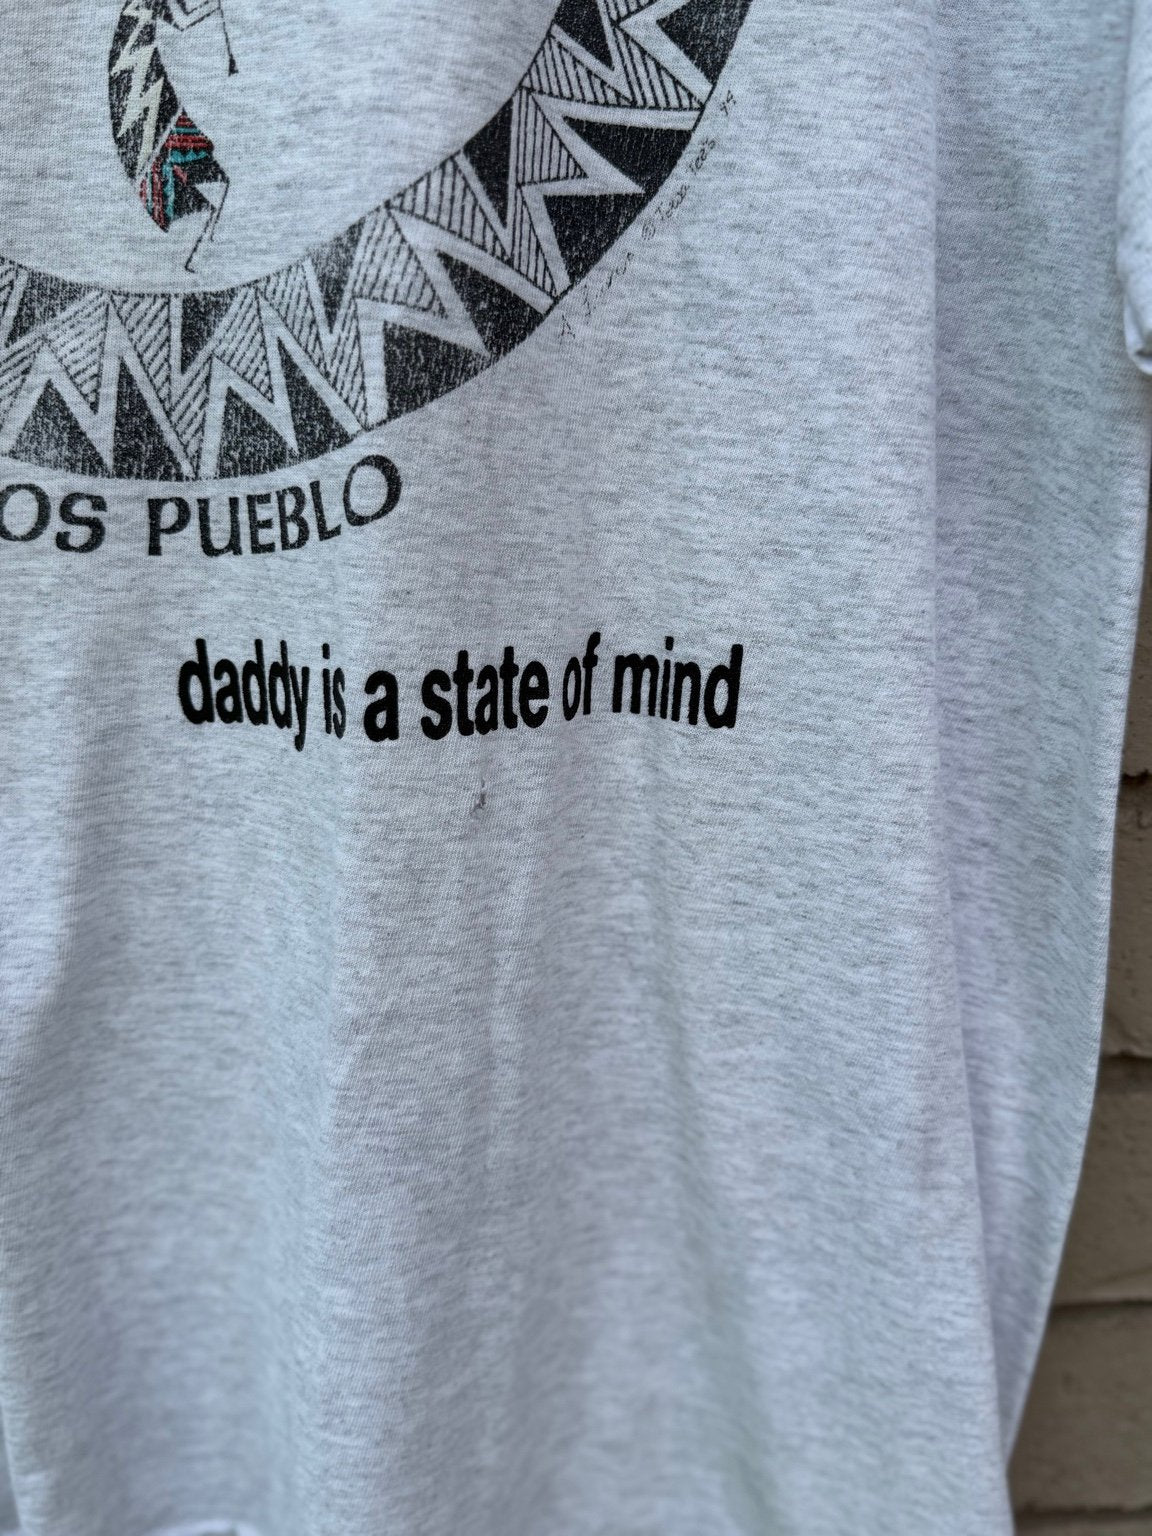 OS PUEBLO
daddy is a state of mind